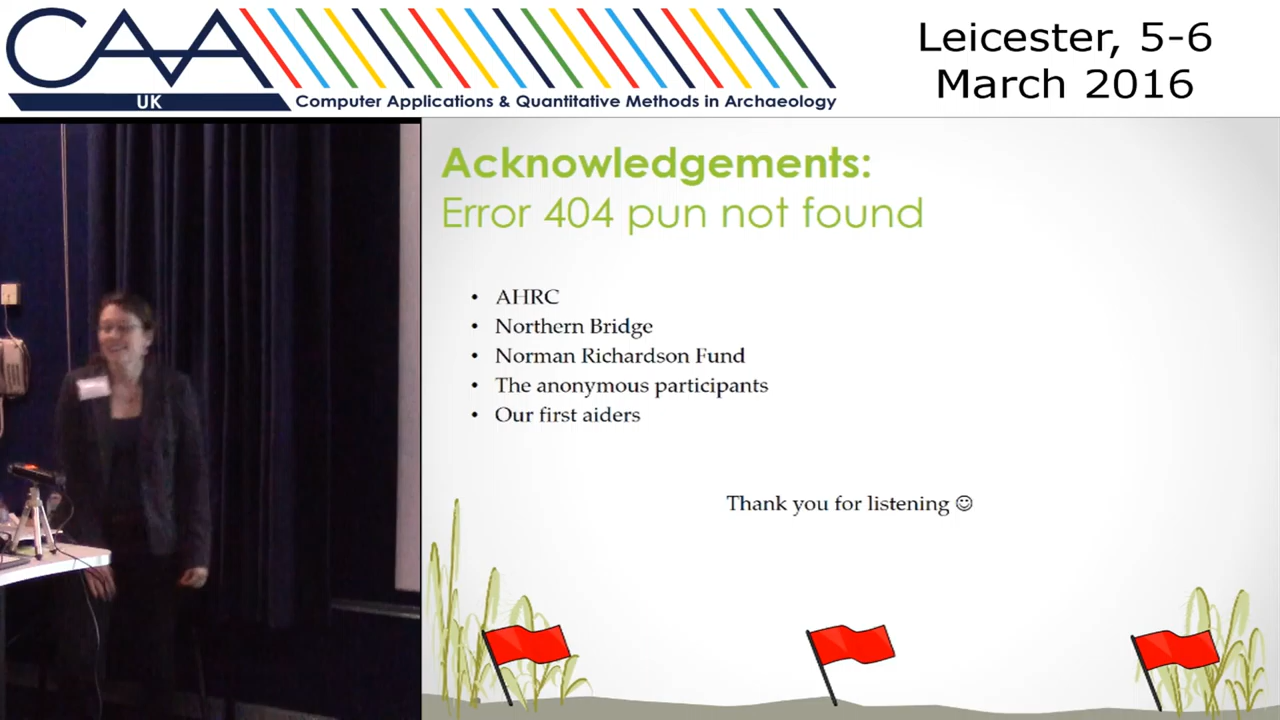 CAA
UK
Computer Applications & Quantitative Methods in Archaeology
Leicester, 5-6
March 2016
Acknowledgements:
Error 404 pun not found
• AHRC
• Northern Bridge
• Norman Richardson Fund
• The anonymous participants
• Our first aiders
Thank you for listening ☺